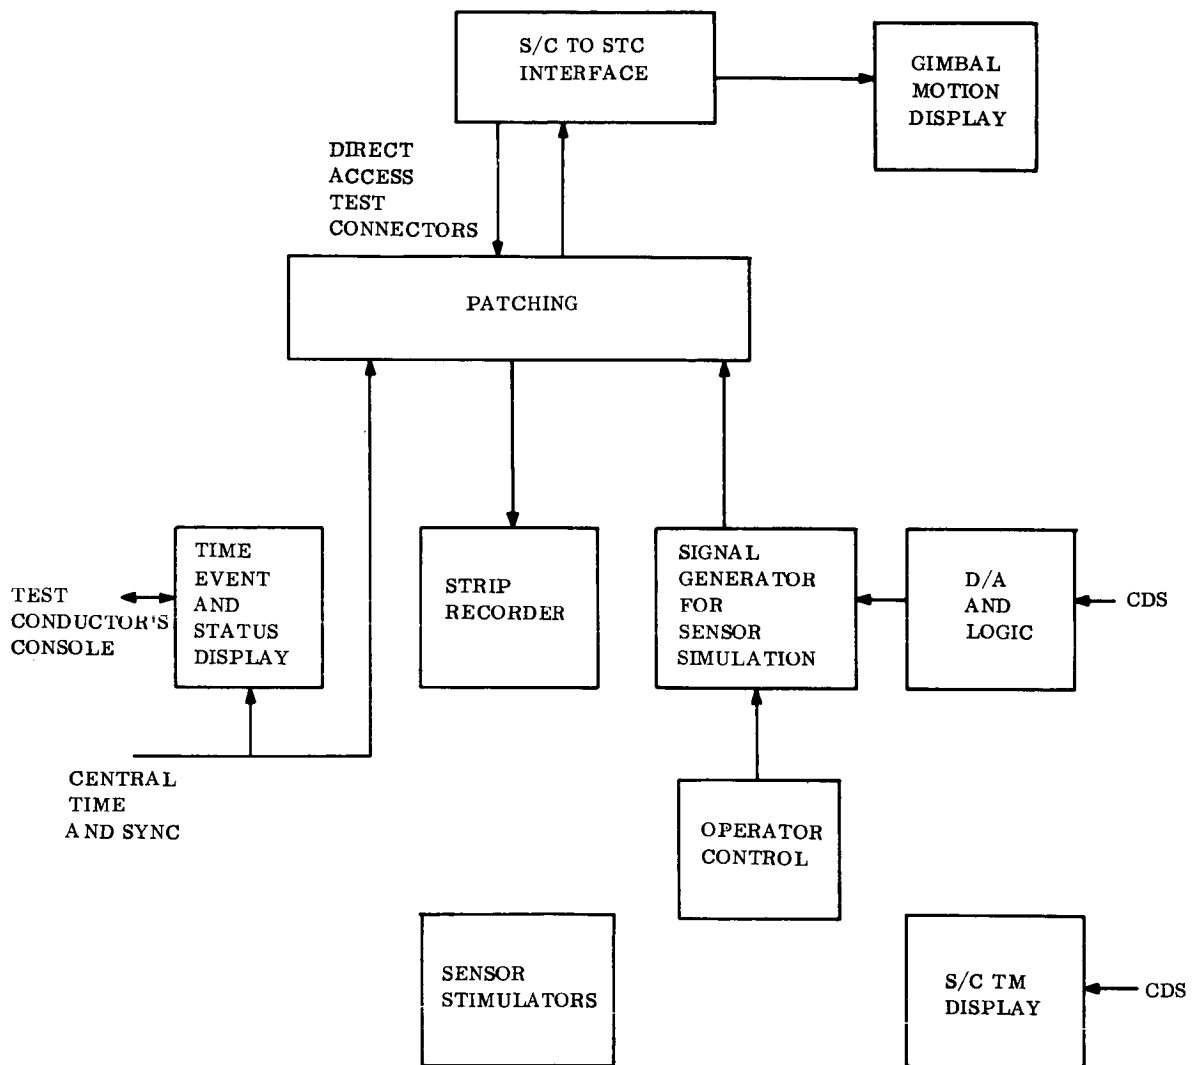 S/C TO STC
INTERFACE
GIMBAL
MOTION
DISPLAY
DIRECT
ACCESS
TEST
CONNECTORS
PATCHING
TIME
EVENT
AND
STATUS
DISPLAY
TEST
CONDUCTOR'S
CONSOLE
STRIP
RECORDER
SIGNAL
GENERATOR
FOR
SENSOR
SIMULATION
D/A
AND
LOGIC
CDS
CENTRAL
TIME
AND SYNC
OPERATOR
CONTROL
SENSOR
STIMULATORS
S/C TM
DISPLAY
CDS